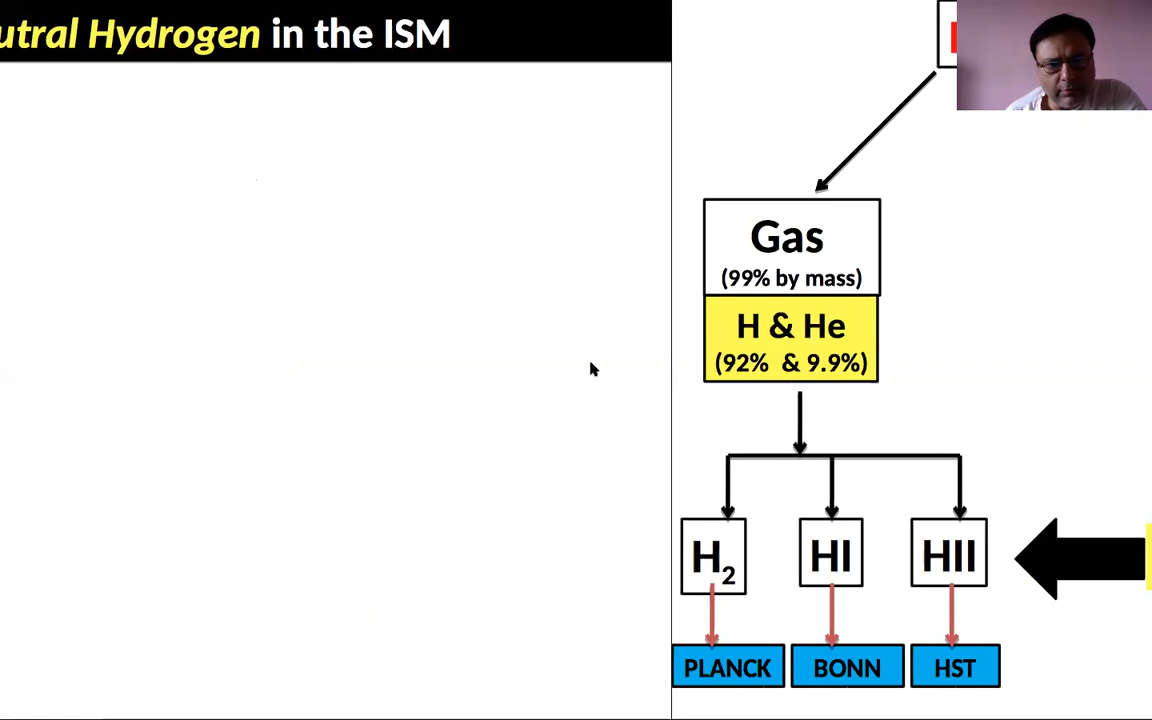 utral Hydrogen in the ISM
Gas
(99% by mass)
H & He
(92% & 9.9%)
H₂
HI
HII
PLANCK
BONN
HST